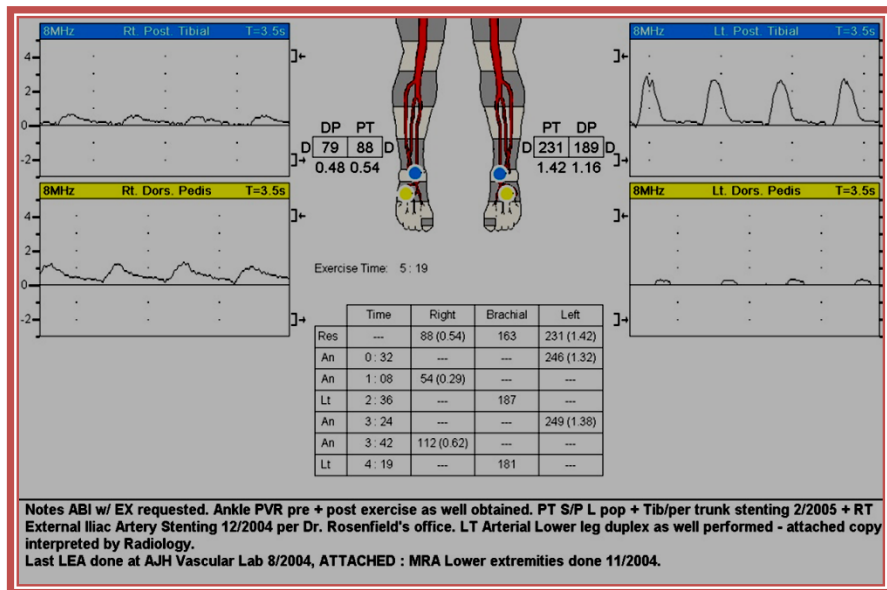 8MHz Rt. Post. Tibial T=3.5s
4
2
0
-2
8MHz Rt. Dors. Pedis T=3.5s
4
2
0
-2
DP PT
D 79 88 D
0.48 0.54
PT DP
D 231 189 D
1.42 1.16
8MHz Lt. Post. Tibial T=3.5s
4
2
0
-2
8MHz Lt. Dors. Pedis T=3.5s
4
2
0
-2
Exercise Time: 5 : 19
Time Right Brachial Left
Res --- 88 (0.54) 163 231 (1.42)
An 0 : 32 --- --- 246 (1.32)
An 1 : 08 54 (0.29) --- ---
Lt 2 : 36 --- 187 ---
An 3 : 24 --- --- 249 (1.38)
An 3 : 42 112 (0.62) --- ---
Lt 4 : 19 --- 181 ---
Notes ABI w/ EX requested. Ankle PVR pre + post exercise as well obtained. PT S/P L pop + Tib/per trunk stenting 2/2005 + RT
External Iliac Artery Stenting 12/2004 per Dr. Rosenfield's office. LT Arterial Lower leg duplex as well performed - attached copy
interpreted by Radiology.
Last LEA done at AJH Vascular Lab 8/2004, ATTACHED : MRA Lower extremities done 11/2004.